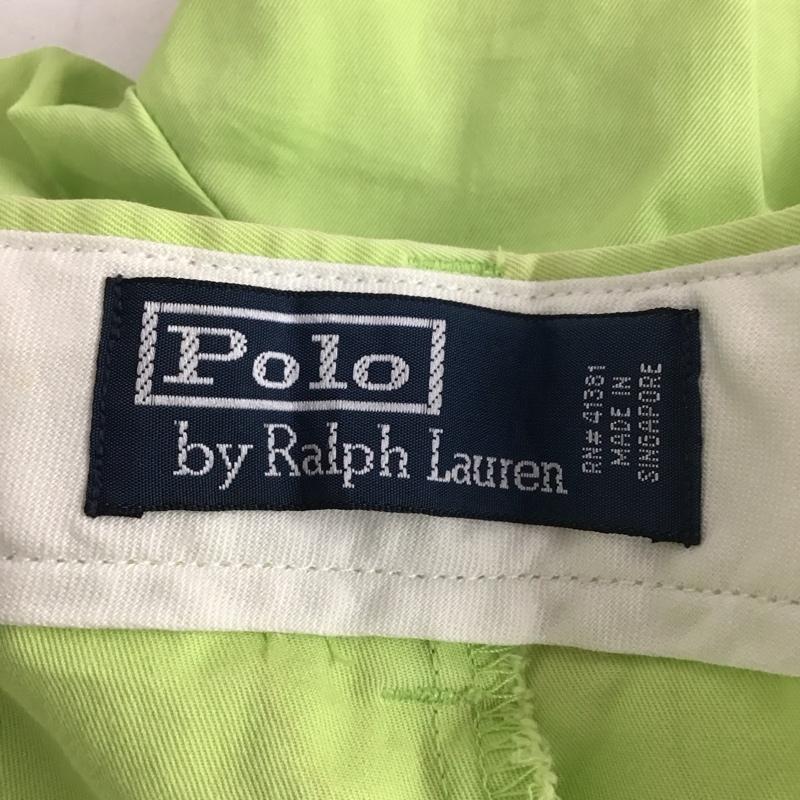 Polo
by Ralph Lauren
RN# 41381
MADE IN
SINGAPORE